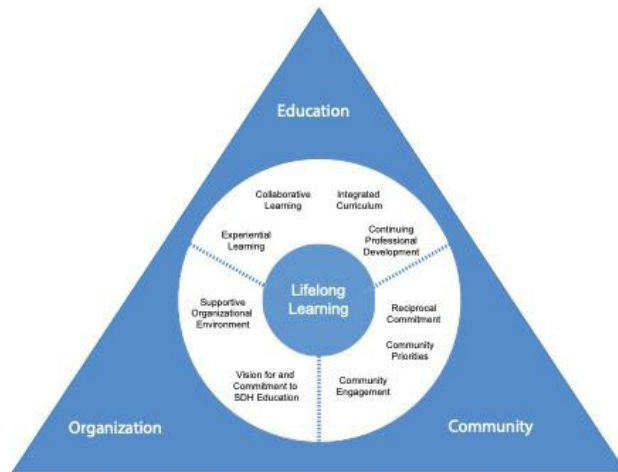 Education
Collaborative
Learning
Integrated
Curriculum
Experiential
Learning
Continuing
Professional
Development
Lifelong
Learning
Supportive
Organizational
Environment
Reciprocal
Commitment
Community
Priorities
Vision for and
Commitment to
SDH Education
Community
Engagement
Organization
Community